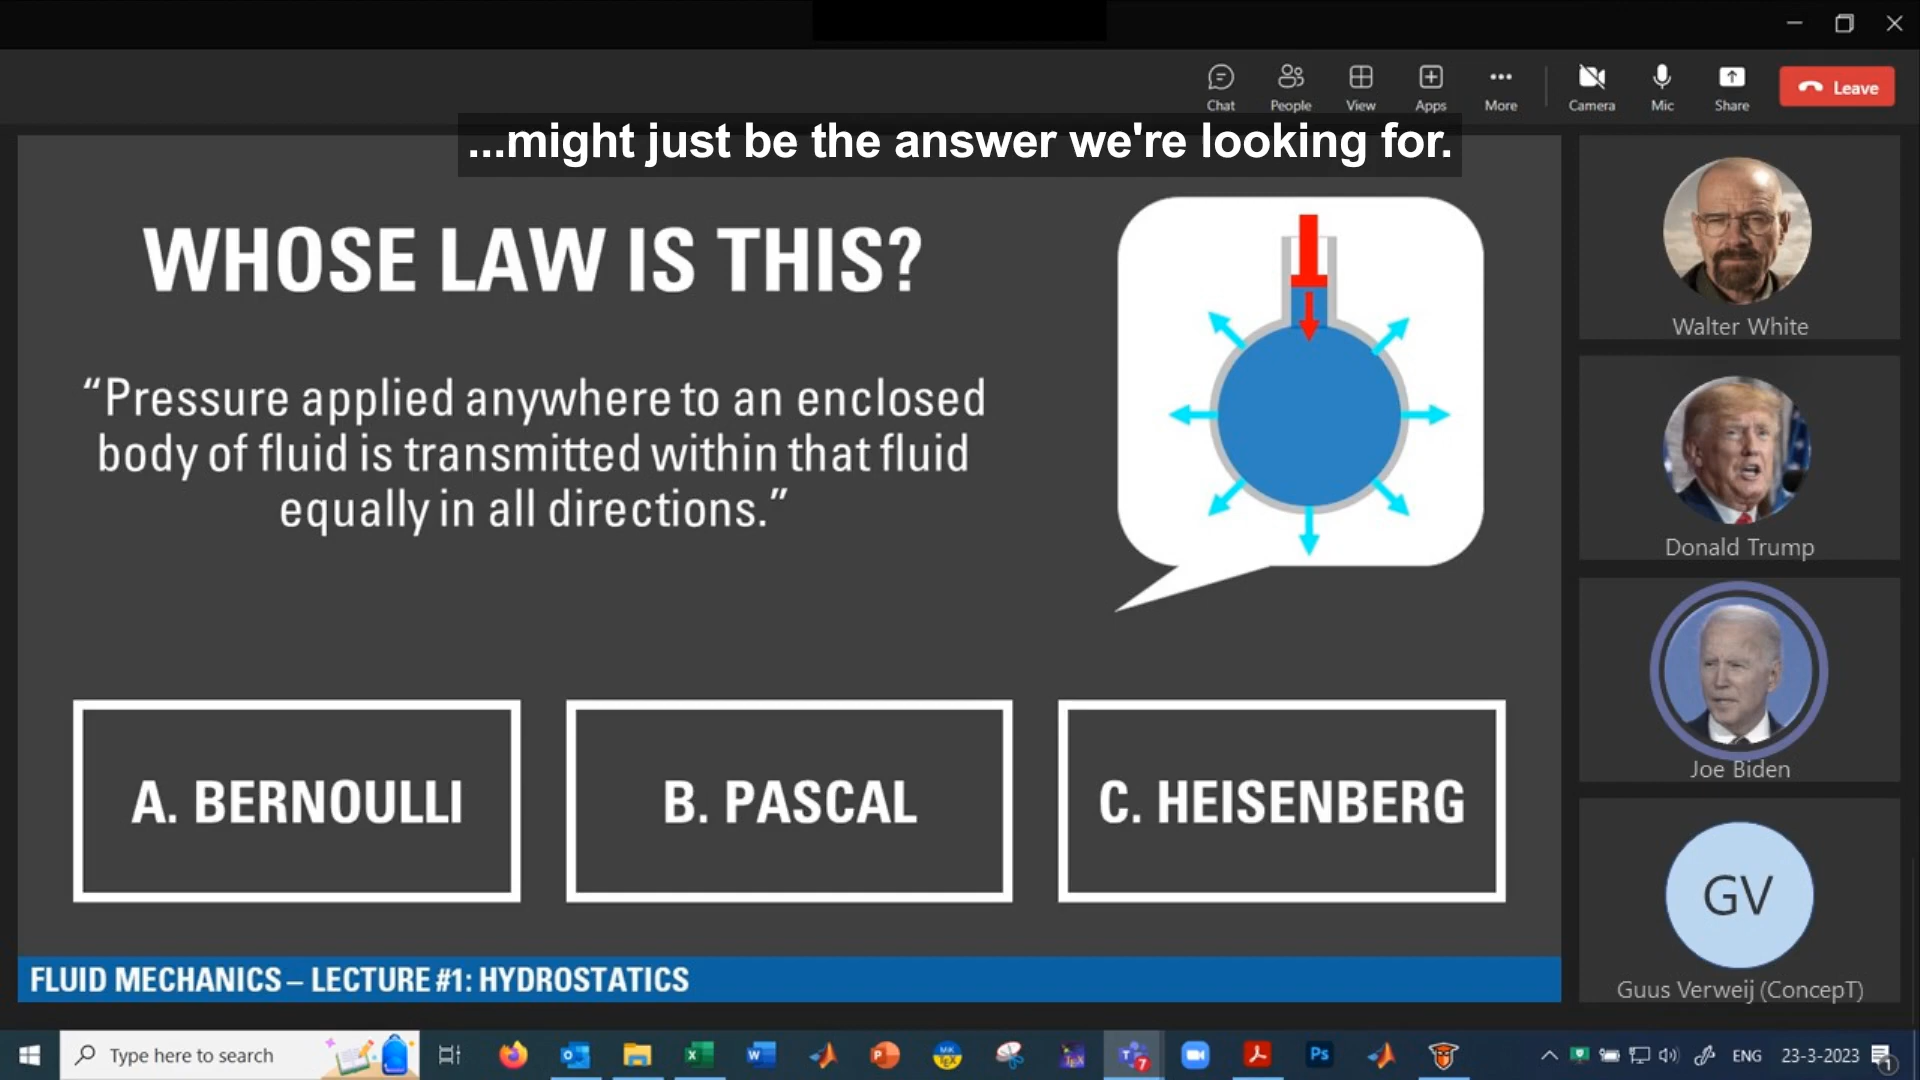 Chat
People
View
Apps
More
Camera
Mic
Share
Leave
...might just be the answer we're looking for.
WHOSE LAW IS THIS?
“Pressure applied anywhere to an enclosed
body of fluid is transmitted within that fluid
equally in all directions.”
A. BERNOULLI
B. PASCAL
C. HEISENBERG
FLUID MECHANICS – LECTURE #1: HYDROSTATICS
Walter White
Donald Trump
Joe Biden
GV
Guus Verweij (ConcepT)
Type here to search
ENG
23-3-2023